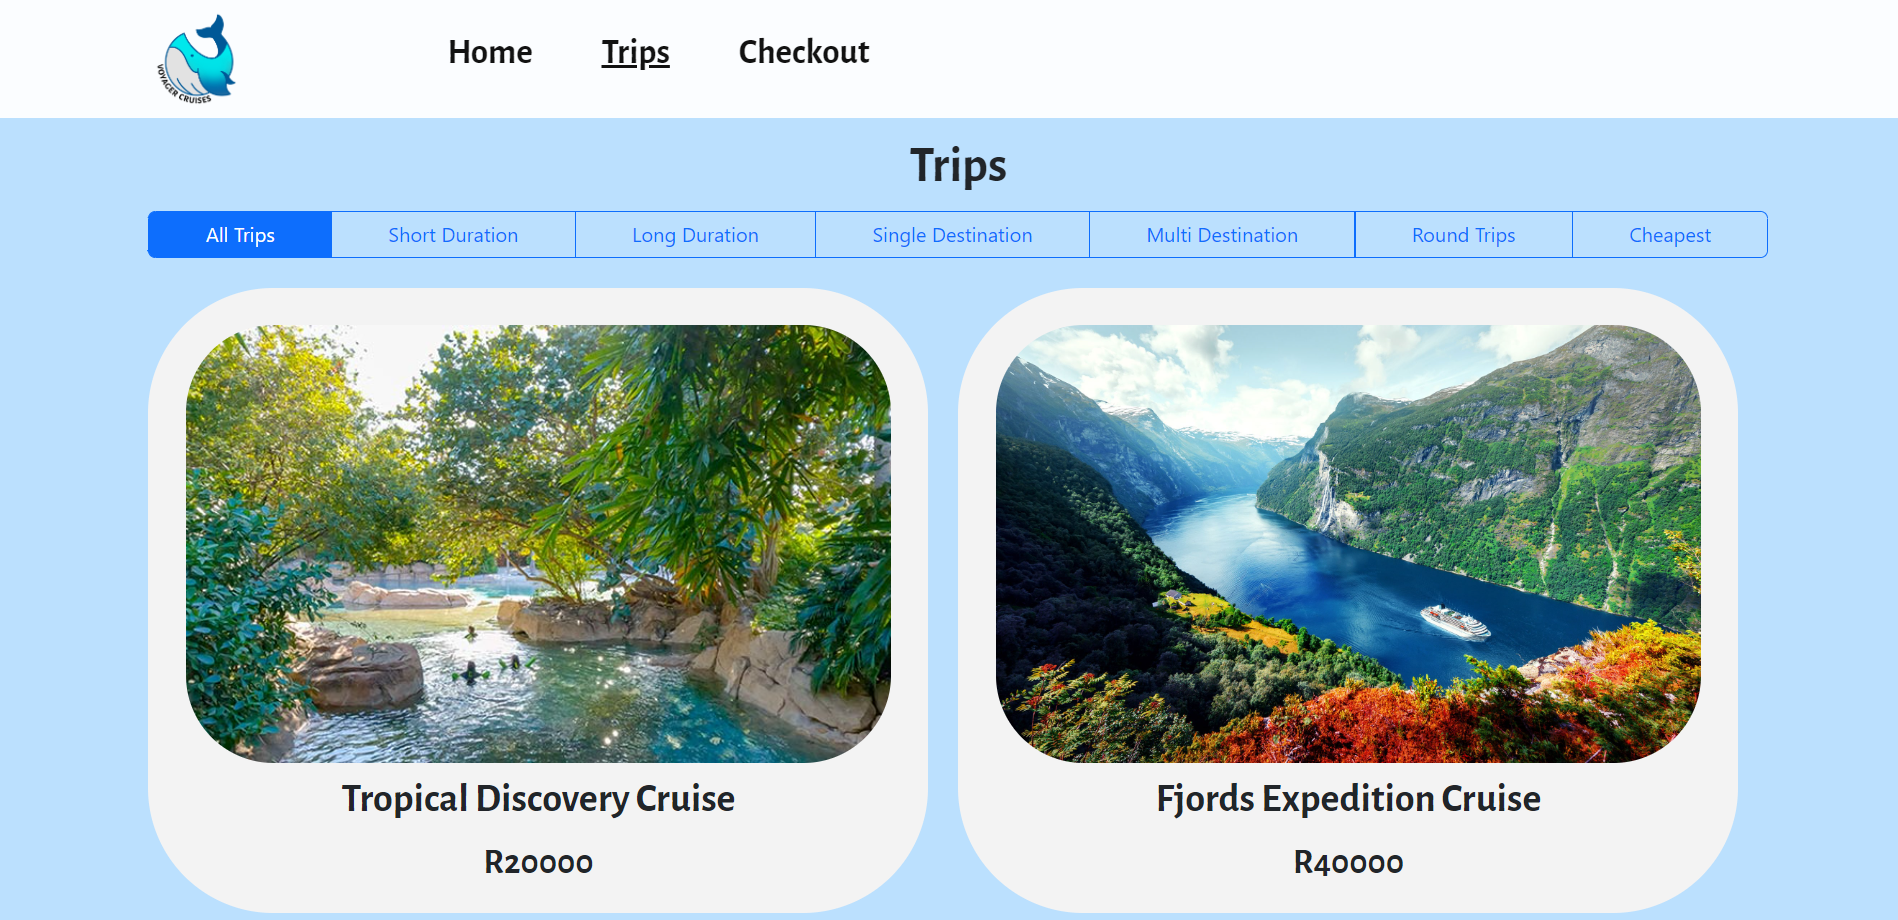 VOYAGER CRUISES
Home Trips Checkout
Trips
All Trips Short Duration Long Duration Single Destination Multi Destination Round Trips Cheapest
Tropical Discovery Cruise
R20000
Fjords Expedition Cruise
R40000